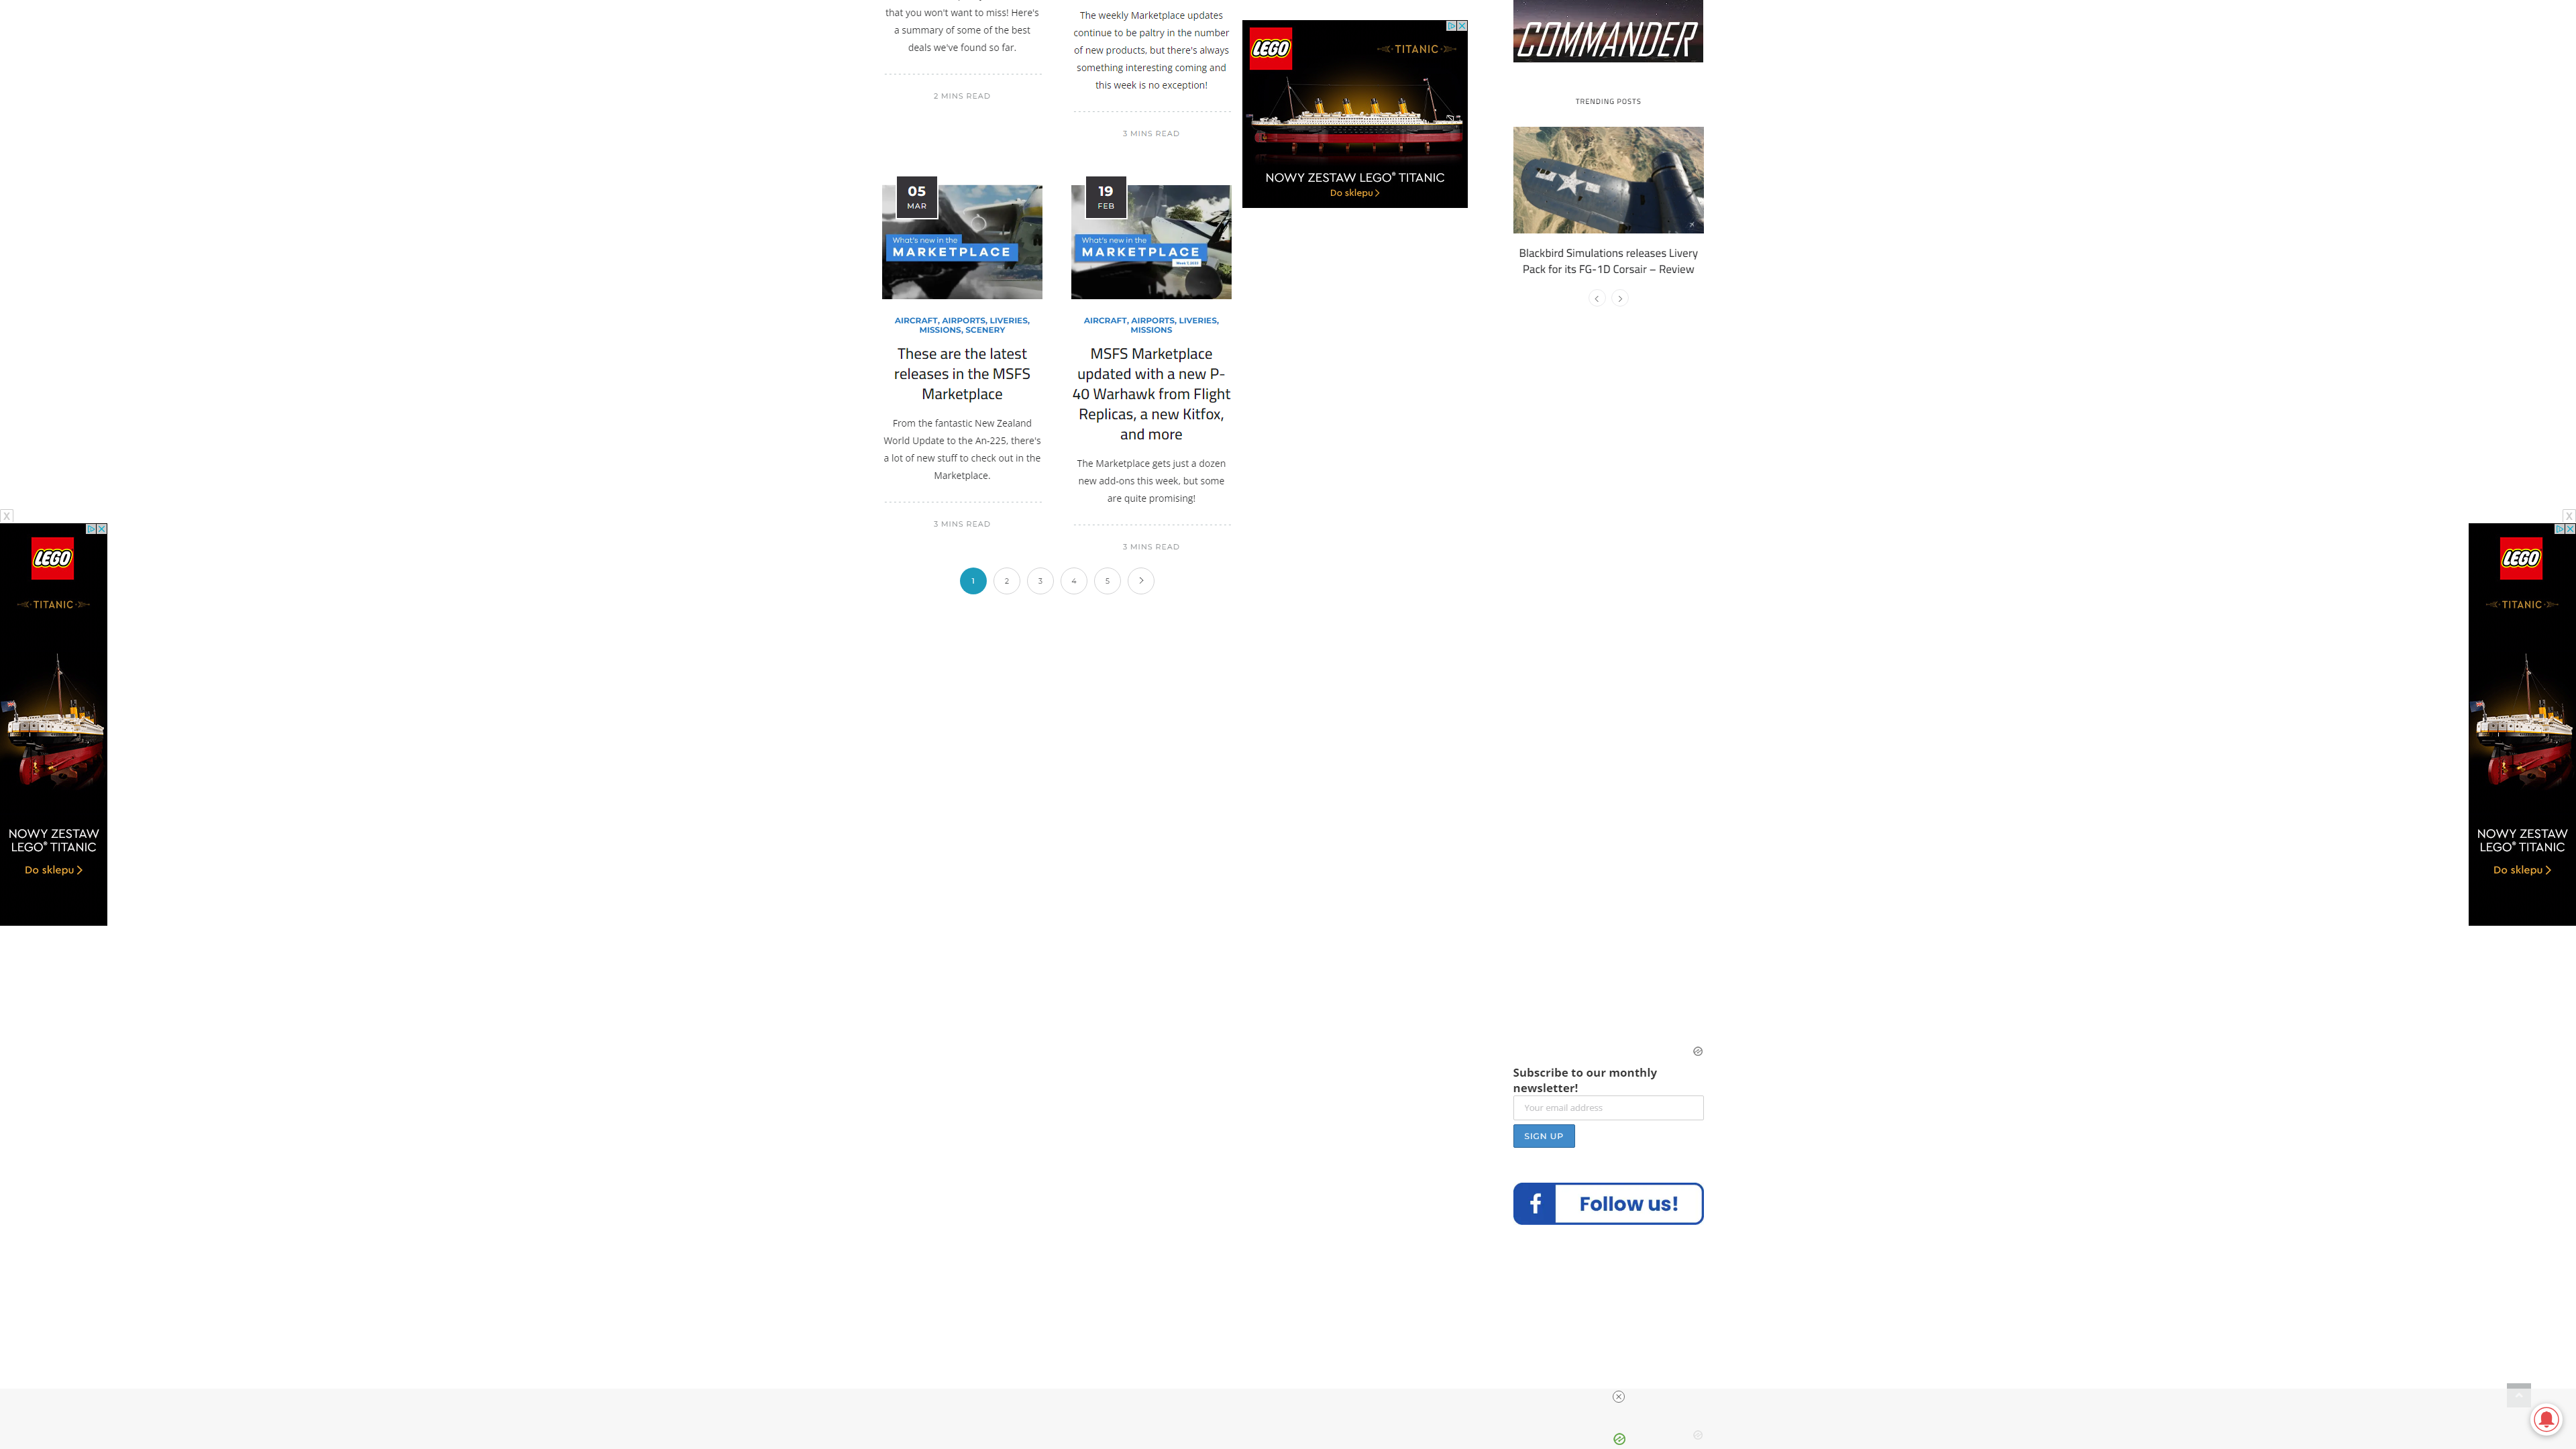 that you won't want to miss! Here's
a summary of some of the best
deals we've found so far.
2 MINS READ
The weekly Marketplace updates
continue to be paltry in the number
of new products, but there's always
something interesting coming and
this week is no exception!
3 MINS READ
LEGO
TITANIC
NOWY ZESTAW LEGO® TITANIC
Do sklepu
COMMANDER
TRENDING POSTS
Blackbird Simulations releases Livery
Pack for its FG-1D Corsair – Review
05
MAR
What's new in the
MARKETPLACE
AIRCRAFT, AIRPORTS, LIVERIES,
MISSIONS, SCENERY
These are the latest
releases in the MSFS
Marketplace
From the fantastic New Zealand
World Update to the An-225, there's
a lot of new stuff to check out in the
Marketplace.
3 MINS READ
19
FEB
What's new in the
MARKETPLACE
AIRCRAFT, AIRPORTS, LIVERIES,
MISSIONS
MSFS Marketplace
updated with a new P-
40 Warhawk from Flight
Replicas, a new Kitfox,
and more
The Marketplace gets just a dozen
new add-ons this week, but some
are quite promising!
3 MINS READ
1 2 3 4 5
X
LEGO
TITANIC
NOWY ZESTAW
LEGO® TITANIC
Do sklepu
X
LEGO
TITANIC
NOWY ZESTAW
LEGO® TITANIC
Do sklepu
Subscribe to our monthly
newsletter!
Your email address
SIGN UP
Follow us!